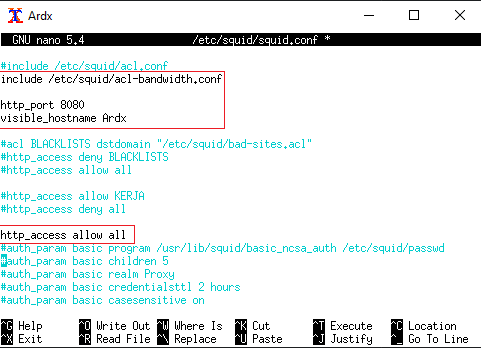 Ardx
GNU nano 5.4 /etc/squid/squid.conf *
#include /etc/squid/acl.conf
include /etc/squid/acl-bandwidth.conf
http_port 8080
visible_hostname Ardx
#acl BLACKLISTS dstdomain "/etc/squid/bad-sites.acl"
#http_access deny BLACKLISTS
#http_access allow all
#http_access allow KERJA
#http_access deny all
http_access allow all
#auth_param basic program /usr/lib/squid/basic_ncsa_auth /etc/squid/passwd
#auth_param basic children 5
#auth_param basic realm Proxy
#auth_param basic credentialsttl 2 hours
#auth_param basic casesensitive on
^G Help ^O Write Out ^W Where Is ^K Cut ^T Execute ^C Location
^X Exit ^R Read File ^\ Replace ^U Paste ^J Justify ^_ Go To Line